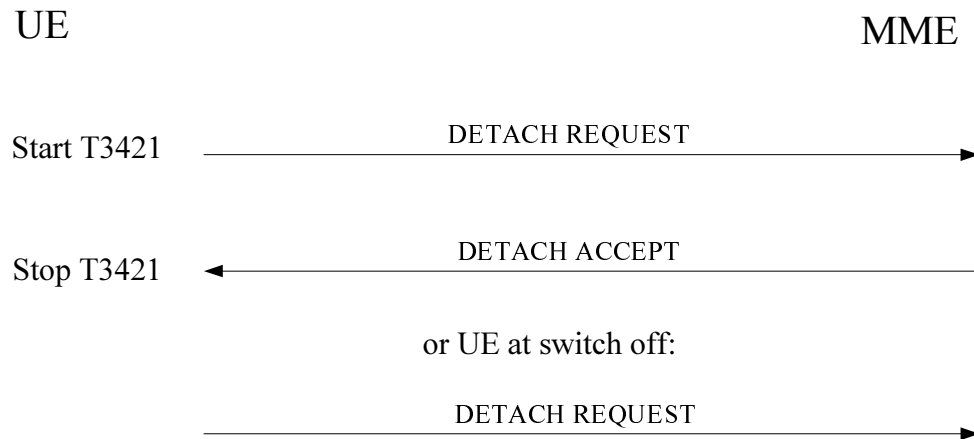 UE
MME
Start T3421
DETACH REQUEST
DETACH ACCEPT
Stop T3421
or UE at switch off:
DETACH REQUEST